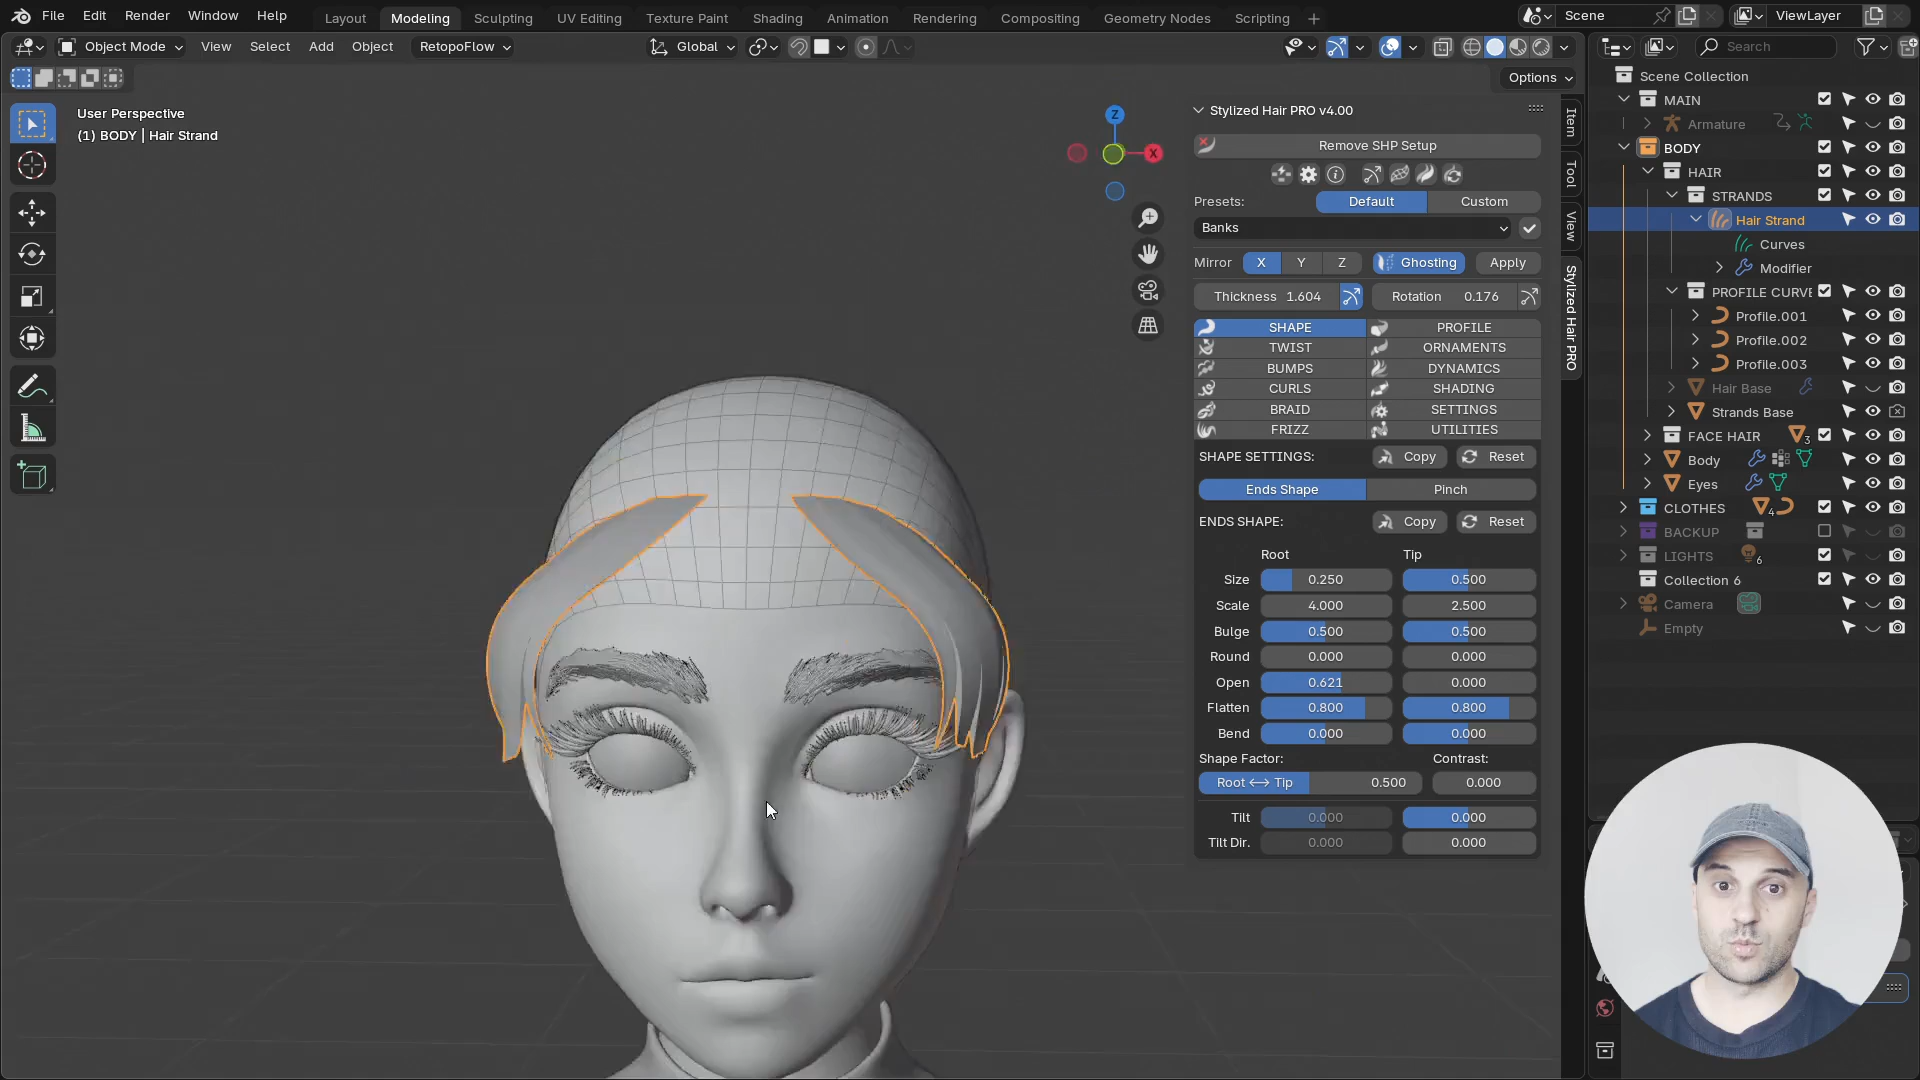 File Edit Render Window Help Layout Modeling Sculpting UV Editing Texture Paint Shading Animation Rendering Compositing Geometry Nodes Scripting Scene ViewLayer
Object Mode View Select Add Object RetopoFlow Global Search
Options
User Perspective
(1) BODY | Hair Strand
Z
X
Stylized Hair PRO v4.00
Remove SHP Setup
Presets: Default Custom
Banks
Mirror X Y Z Ghosting Apply
Thickness 1.604 Rotation 0.176
SHAPE PROFILE
TWIST ORNAMENTS
BUMPS DYNAMICS
CURLS SHADING
BRAID SETTINGS
FRIZZ UTILITIES
SHAPE SETTINGS: Copy Reset
Ends Shape Pinch
ENDS SHAPE: Copy Reset
Root Tip
Size 0.250 0.500
Scale 4.000 2.500
Bulge 0.500 0.500
Round 0.000 0.000
Open 0.621 0.000
Flatten 0.800 0.800
Bend 0.000 0.000
Shape Factor: Contrast:
Root <-> Tip 0.500 0.000
Tilt 0.000 0.000
Tilt Dir. 0.000 0.000
Item
Tool
View
Stylized Hair PRO
Scene Collection
MAIN
Armature
BODY
HAIR
STRANDS
Hair Strand
Curves
Modifier
PROFILE CURVE
Profile.001
Profile.002
Profile.003
Hair Base
Strands Base
FACE HAIR 3
Body
Eyes
CLOTHES 4
BACKUP
LIGHTS 6
Collection 6
Camera
Empty